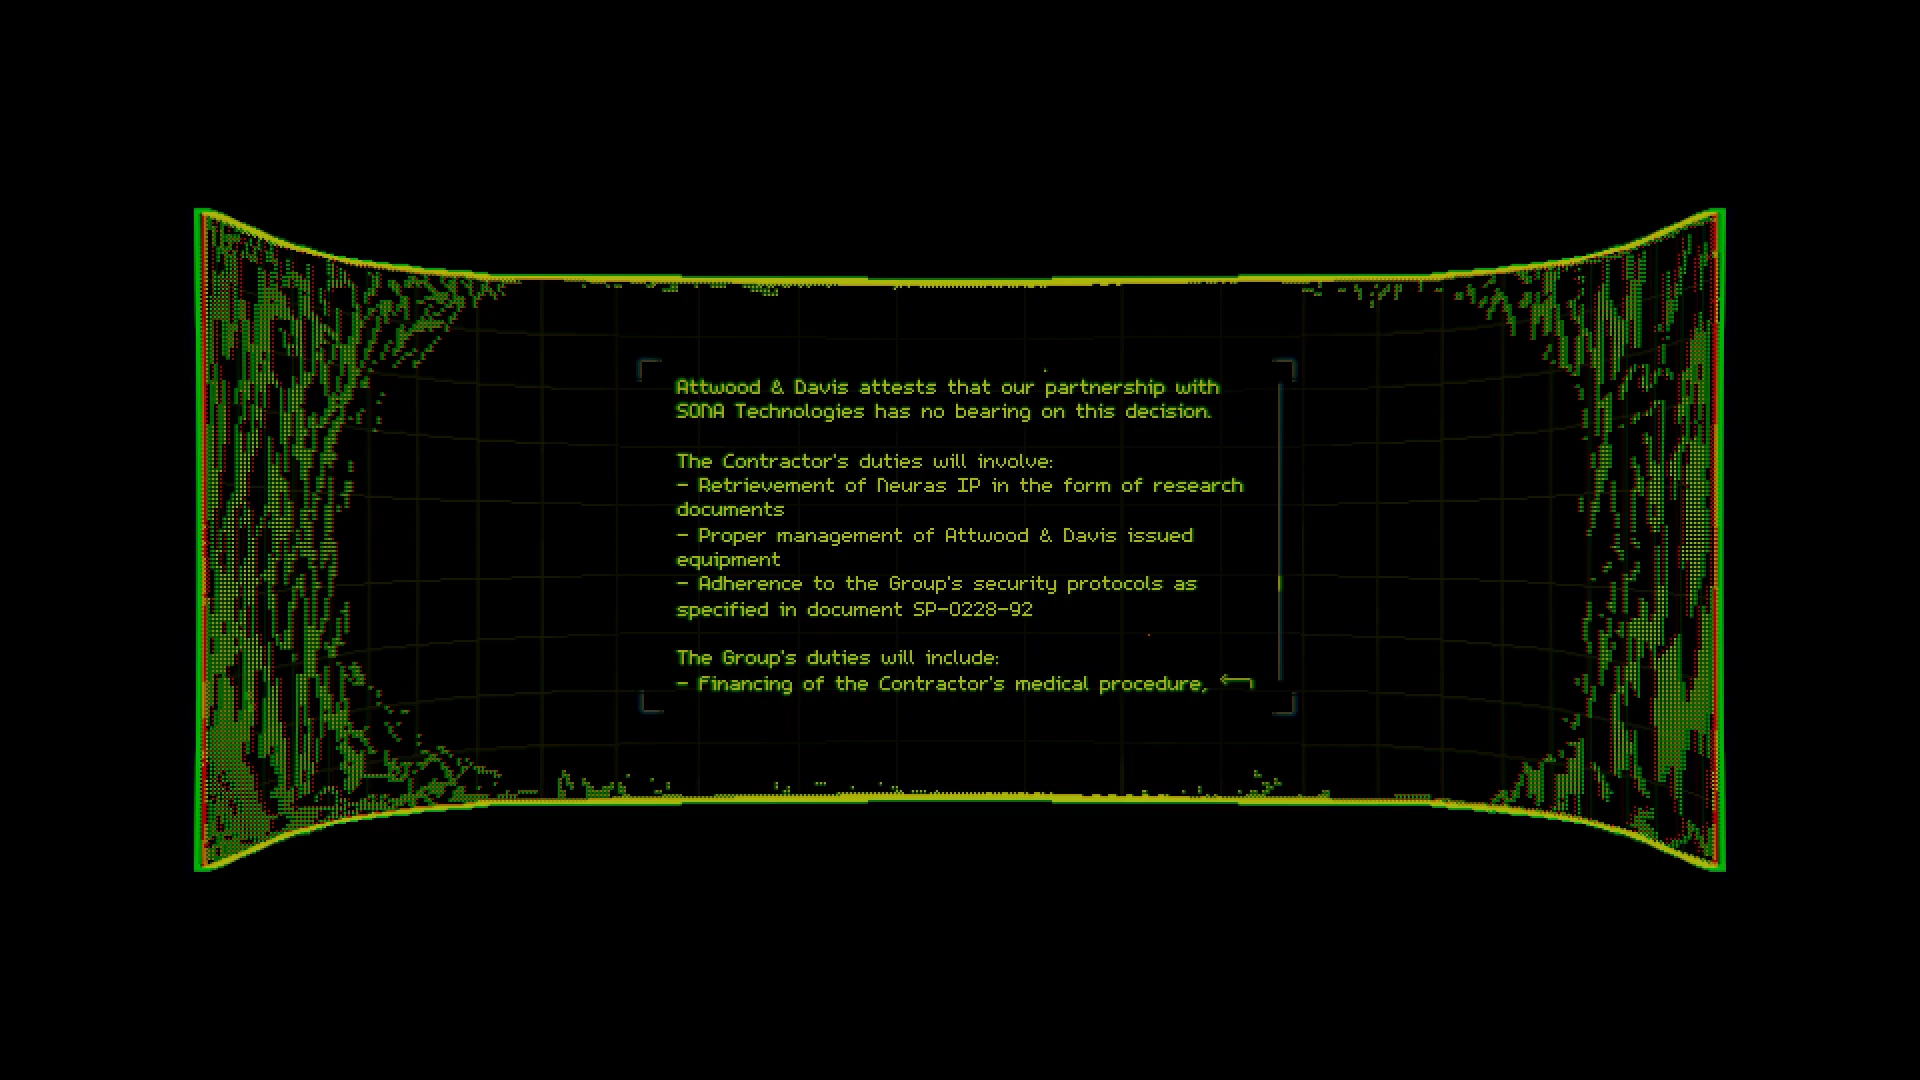 Attwood & Davis attests that our partnership with
SONA Technologies has no bearing on this decision.
The Contractor's duties will involve:
- Retrievement of Neuras IP in the form of research
documents
- Proper management of Attwood & Davis issued
equipment
- Adherence to the Group's security protocols as
specified in document SP-0228-92
The Group's duties will include:
- Financing of the Contractor's medical procedure,